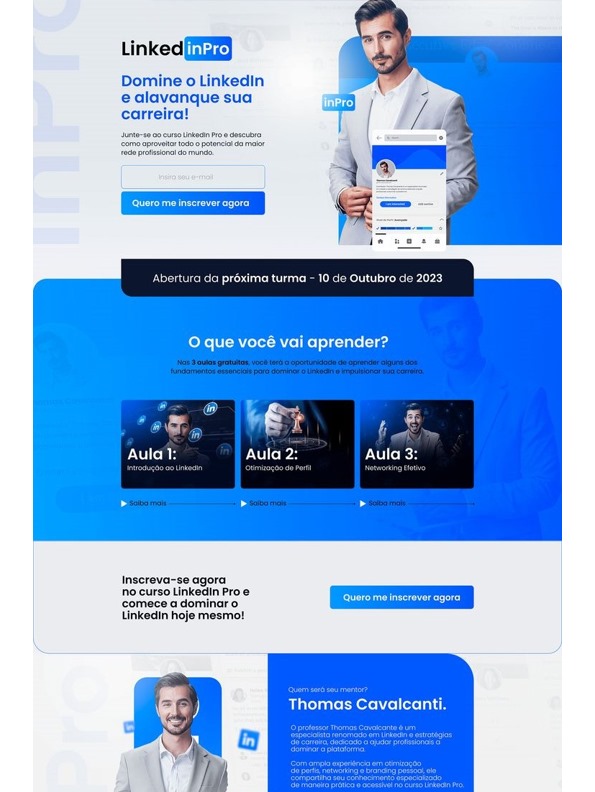 LinkedinPro
Domine o LinkedIn
e alavanque sua
carreira!
Junte-se ao curso LinkedIn Pro e descubra
como aproveitar todo o potencial da maior
rede profissional do mundo.
Insira seu e-mail
Quero me inscrever agora
inPro
Thomas Cavalcanti
Abertura da próxima turma - 10 de Outubro de 2023
O que você vai aprender?
Nas 3 aulas gratuitas, você terá a oportunidade de aprender alguns dos
fundamentos essenciais para dominar o LinkedIn e impulsionar sua carreira.
Aula 1:
Introdução ao LinkedIn
Saiba mais
Aula 2:
Otimização de Perfil
Saiba mais
Aula 3:
Networking Efetivo
Saiba mais
Inscreva-se agora
no curso LinkedIn Pro e
comece a dominar o
LinkedIn hoje mesmo!
Quero me inscrever agora
Quem será seu mentor?
Thomas Cavalcanti.
O professor Thomas Cavalcante é um
especialista renomado em LinkedIn e estratégias
de carreira, dedicado a ajudar profissionais a
dominar a plataforma.
Com ampla experiência em otimização
de perfis, networking e branding pessoal, ele
compartilha seu conhecimento especializado
de maneira prática e acessível no curso LinkedIn Pro.